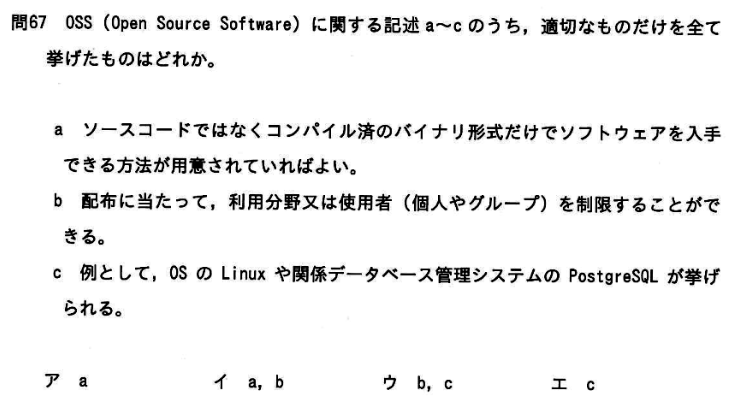 問67 OSS（Open Source Software）に関する記述 a～c のうち，適切なものだけを全て
挙げたものはどれか。
a ソースコードではなくコンパイル済のバイナリ形式だけでソフトウェアを入手
できる方法が用意されていればよい。
b 配布に当たって，利用分野又は使用者（個人やグループ）を制限することがで
きる。
c 例として，OS の Linux や関係データベース管理システムの PostgreSQL が挙げ
られる。
ア a イ a, b ウ b, c エ c